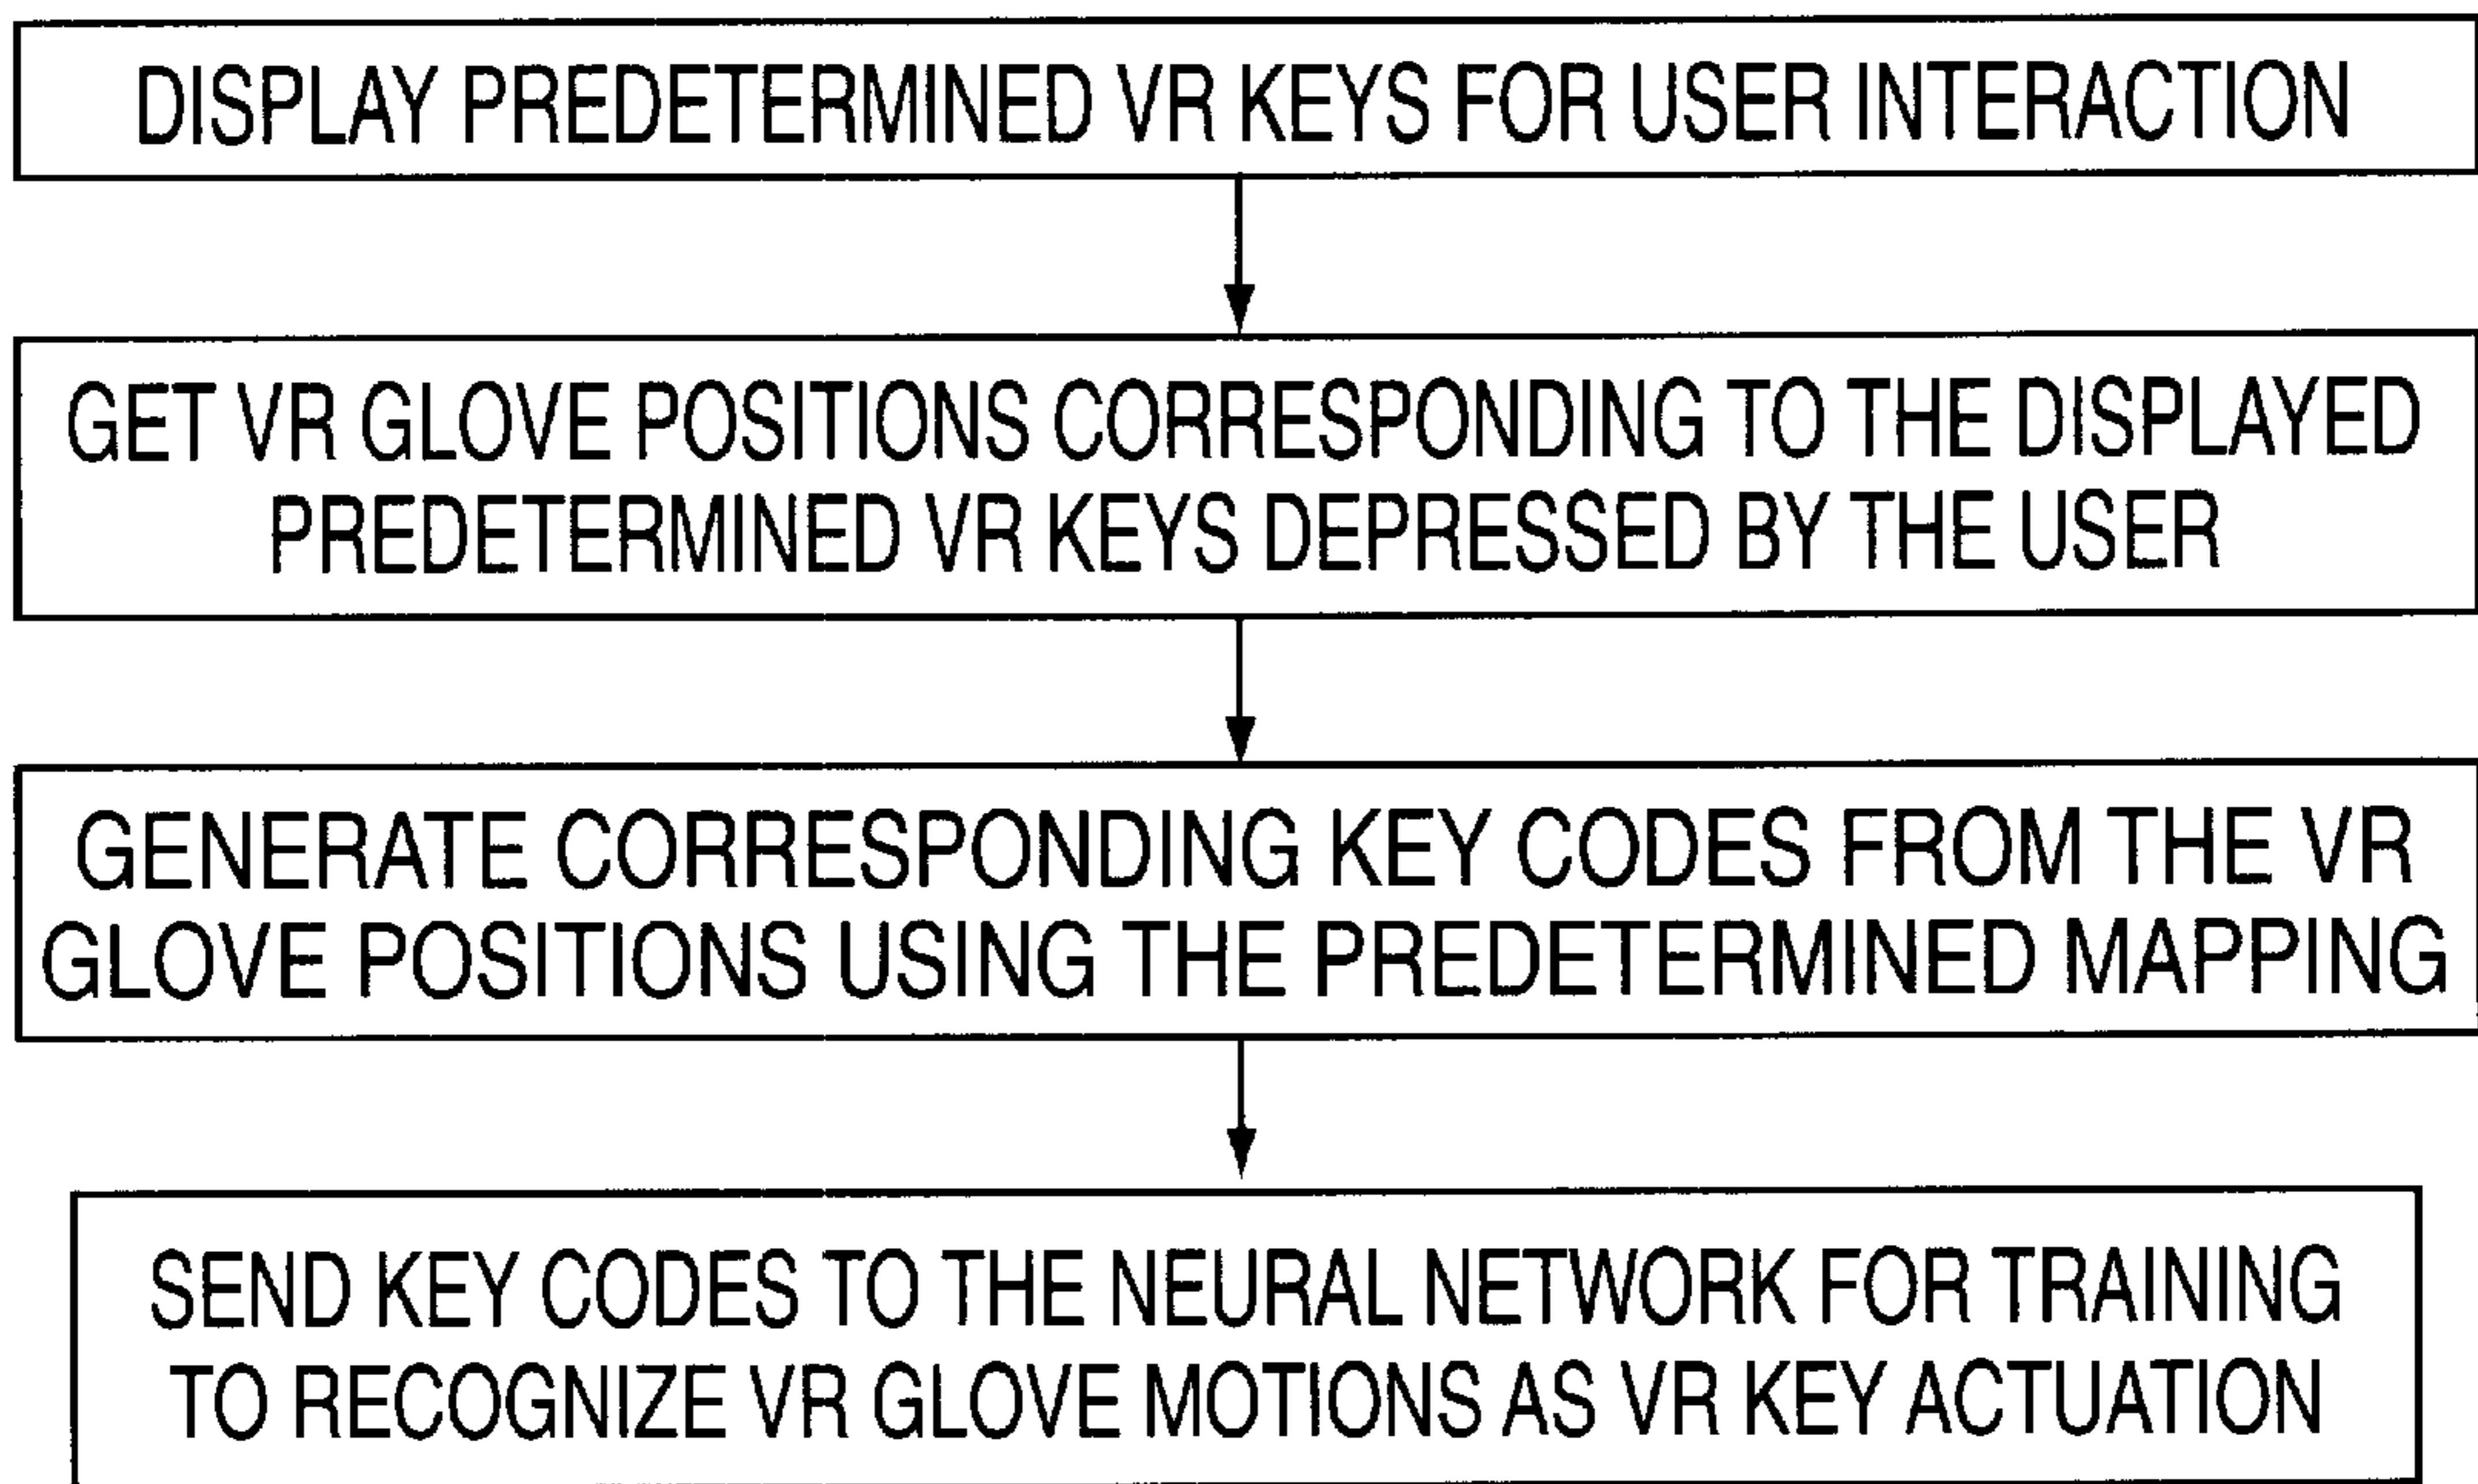 DISPLAY PREDETERMINED VR KEYS FOR USER INTERACTION
GET VR GLOVE POSITIONS CORRESPONDING TO THE DISPLAYED
PREDETERMINED VR KEYS DEPRESSED BY THE USER
GENERATE CORRESPONDING KEY CODES FROM THE VR
GLOVE POSITIONS USING THE PREDETERMINED MAPPING
SEND KEY CODES TO THE NEURAL NETWORK FOR TRAINING
TO RECOGNIZE VR GLOVE MOTIONS AS VR KEY ACTUATION